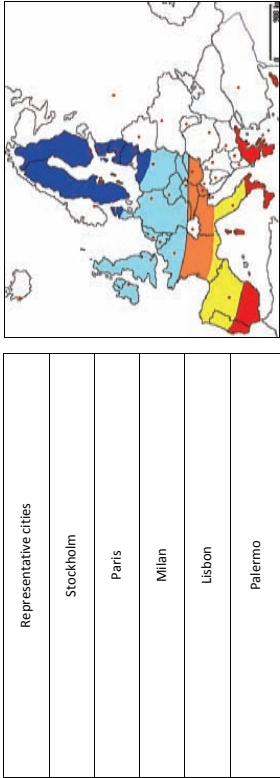 Representative cities
Stockholm
Paris
Milan
Lisbon
Palermo